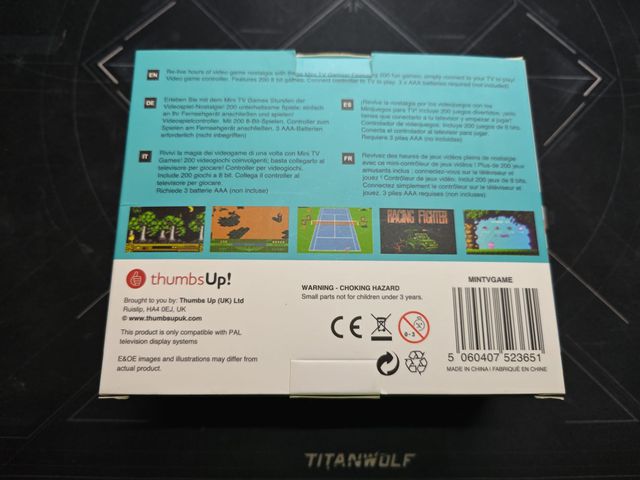 EN
Re-live hours of video game nostalgia with these Mini TV Games! Featuring 200 fun games, simply connect to your TV to play!
Video game controller. Features 200 8 bit games. Connect controller to TV to play. 3 x AAA batteries required (not included)
DE
Erleben Sie mit dem Mini TV Games Stunden der
Videospiel-Nostalgie! 200 unterhaltsame Spiele: einfach
an Ihr Fernsehgerät anschließen und spielen!
Videospielcontroller. Mit 200 8-Bit-Spielen. Controller zum
Spielen am Fernsehgerät anschließen. 3 AAA-Batterien
erforderlich (nicht inbegriffen)
ES
¡Revive la nostalgia por los videojuegos con los
Minijuegos para TV! Incluye 200 juegos divertidos, ¡solo
tienes que conectarlo a tu televisor y empezar a jugar!
Controlador de videojuegos. Incluye 200 juegos de 8 bits.
Conecta el controlador al televisor para jugar.
Requiere 3 pilas AAA (no incluidas)
IT
Rivivi la magia dei videogame di una volta con Mini TV
Games! 200 videogiochi coinvolgenti; basta collegarlo al
televisore per giocare! Controller per videogiochi.
Include 200 giochi a 8 bit. Collega il controller al
televisore per giocare.
Richiede 3 batterie AAA (non incluse)
FR
Revivez des heures de jeux vidéos pleins de nostalgie
avec ce mini-contrôleur de jeux vidéo ! Plus de 200 jeux
amusants inclus ; connectez-vous sur le téléviseur et
jouez ! Contrôleur de jeux vidéo. Inclut 200 jeux de 8 bits.
Connectez simplement le contrôleur sur le téléviseur et
jouez. 3 piles AAA requises (non incluses)
RACING FIGHTER
thumbsUp!
Brought to you by: Thumbs Up (UK) Ltd
Ruislip, HA4 0EJ, UK
© www.thumbsupuk.com
This product is only compatible with PAL
television display systems
E&OE images and illustrations may differ from
actual product.
WARNING - CHOKING HAZARD
Small parts not for children under 3 years.
CE
0-3
MINTVGAME
5 060407 523651
MADE IN CHINA / FABRIQUÉ EN CHINE
TITANWOLF